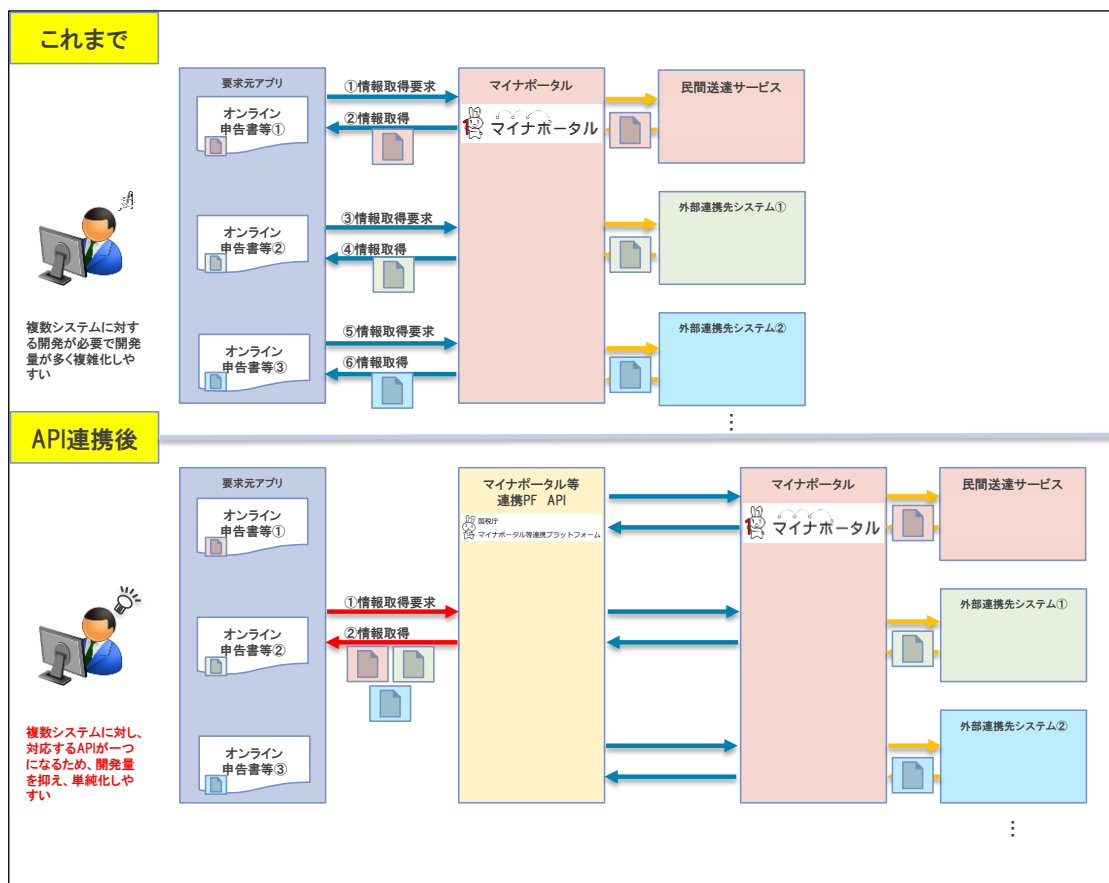 これまで
要求元アプリ
オンライン
申告書等①
①情報取得要求
②情報取得
マイナポータル
マイナポータル
民間送達サービス
オンライン
申告書等②
③情報取得要求
④情報取得
外部連携先システム①
複数システムに対す
る開発が必要で開発
量が多く複雑化しや
すい
オンライン
申告書等③
⑤情報取得要求
⑥情報取得
外部連携先システム②
…
API連携後
要求元アプリ
オンライン
申告書等①
マイナポータル等
連携PF API
国税庁
マイナポータル等連携プラットフォーム
マイナポータル
マイナポータル
民間送達サービス
①情報取得要求
②情報取得
オンライン
申告書等②
外部連携先システム①
複数システムに対し、
対応するAPIが一つ
になるため、開発量
を抑え、単純化しや
すい
オンライン
申告書等③
外部連携先システム②
…